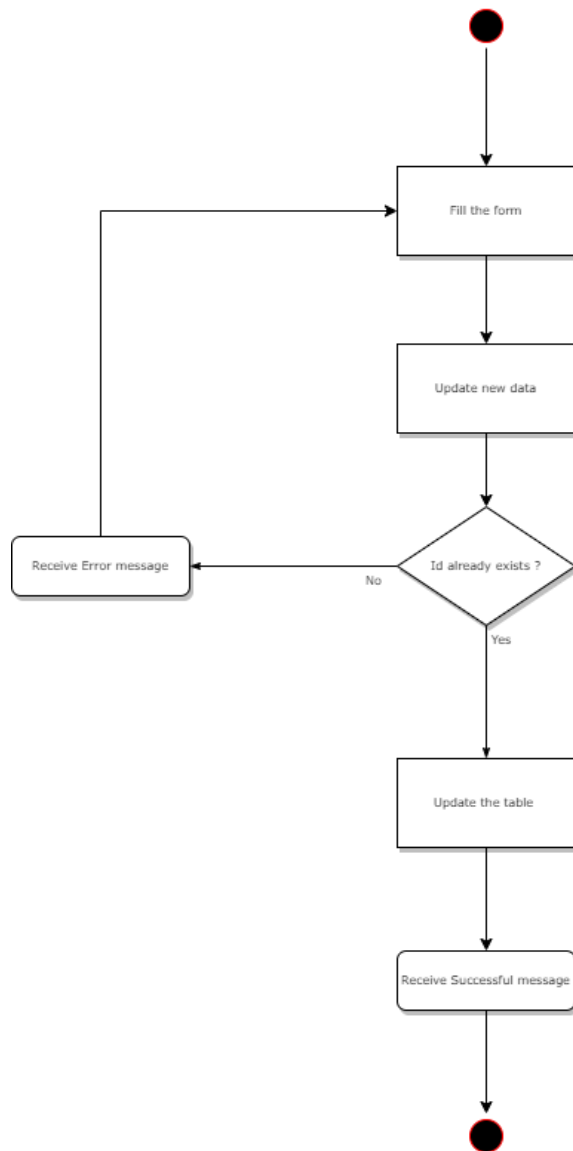 Fill the form
Update new data
Id already exists ?
Receive Error message
No
Yes
Update the table
Receive Successful message